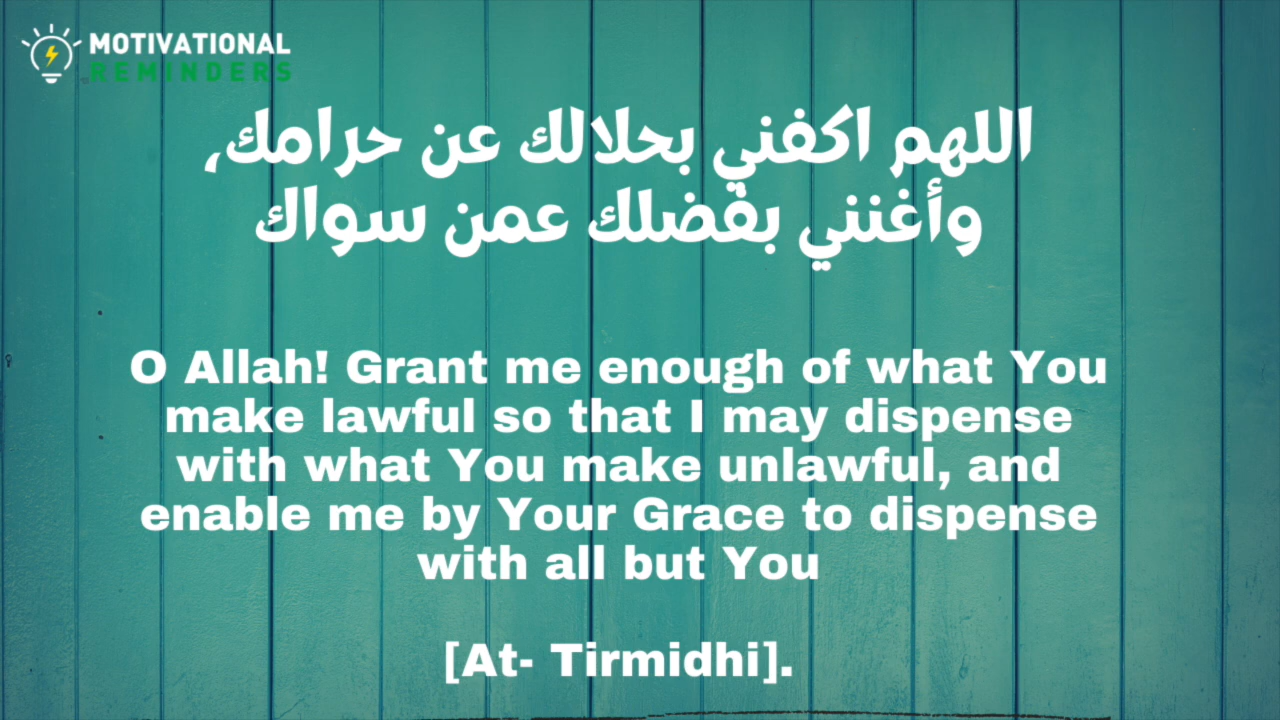 MOTIVATIONAL
REMINDERS
اللهم اكفني بحلالك عن حرامك،
وأغنني بفضلك عمن سواك
O Allah! Grant me enough of what You
make lawful so that I may dispense
with what You make unlawful, and
enable me by Your Grace to dispense
with all but You
[At- Tirmidhi].